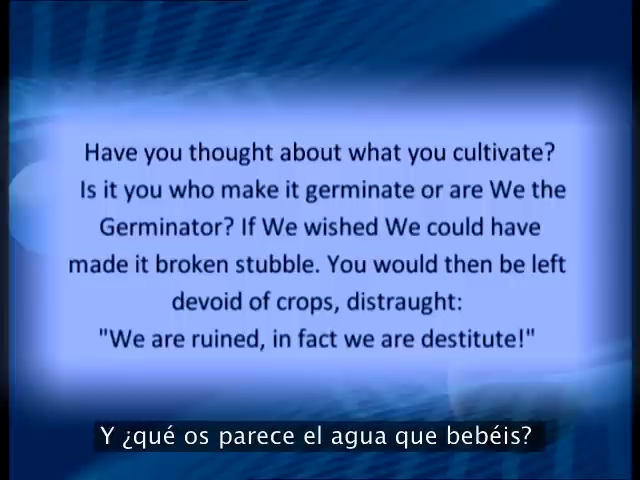 Have you thought about what you cultivate?
Is it you who make it germinate or are We the
Germinator? If We wished We could have
made it broken stubble. You would then be left
devoid of crops, distraught:
"We are ruined, in fact we are destitute!"
Y ¿qué os parece el agua que bebéis?